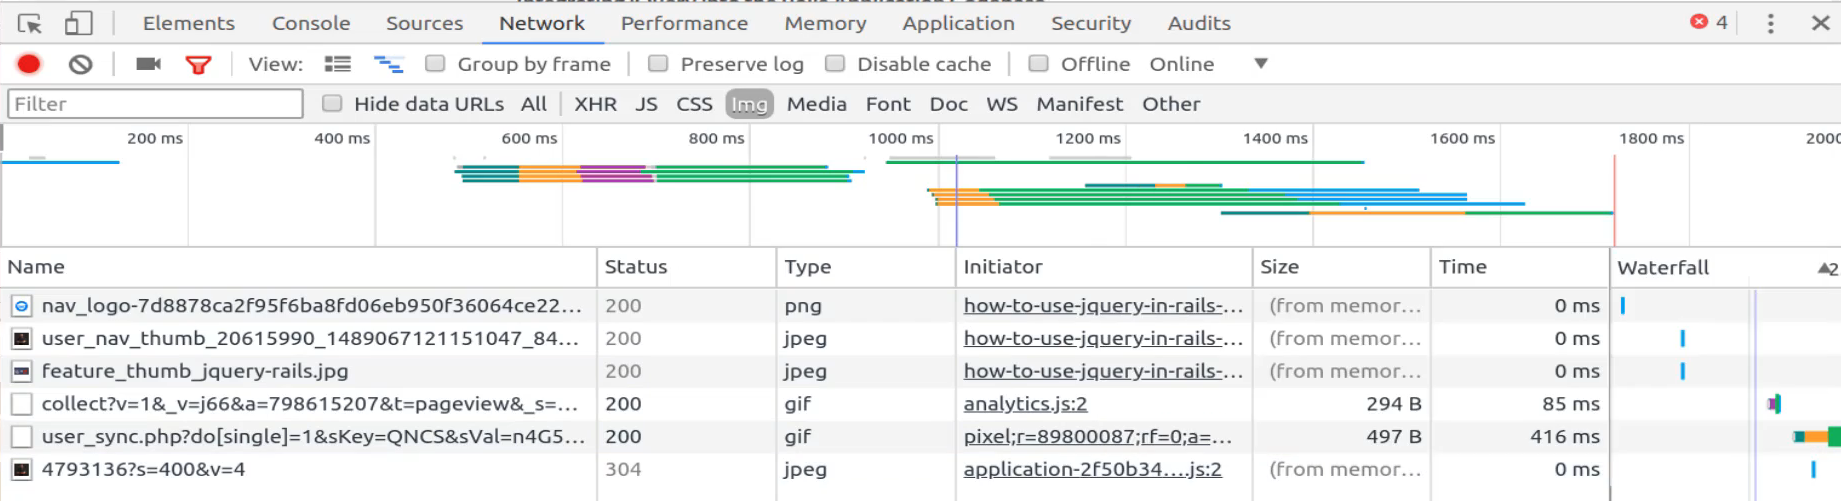 Elements Console Sources Network Performance Memory Application Security Audits 4
View: Group by frame Preserve log Disable cache Offline Online
Filter Hide data URLs All XHR JS CSS Img Media Font Doc WS Manifest Other
200 ms 400 ms 600 ms 800 ms 1000 ms 1200 ms 1400 ms 1600 ms 1800 ms 2000
Name Status Type Initiator Size Time Waterfall 2
nav_logo-7d8878ca2f95f6ba8fd06eb950f36064ce22... 200 png how-to-use-jquery-in-rails-... (from memor... 0 ms
user_nav_thumb_20615990_1489067121151047_84... 200 jpeg how-to-use-jquery-in-rails-... (from memor... 0 ms
feature_thumb_jquery-rails.jpg 200 jpeg how-to-use-jquery-in-rails-... (from memor... 0 ms
collect?v=1&_v=j66&a=798615207&t=pageview&_s=... 200 gif analytics.js:2 294 B 85 ms
user_sync.php?do[single]=1&sKey=QNCS&sVal=n4G5... 200 gif pixel;r=89800087;rf=0;a=... 497 B 416 ms
4793136?s=400&v=4 304 jpeg application-2f50b34....js:2 (from memor... 0 ms